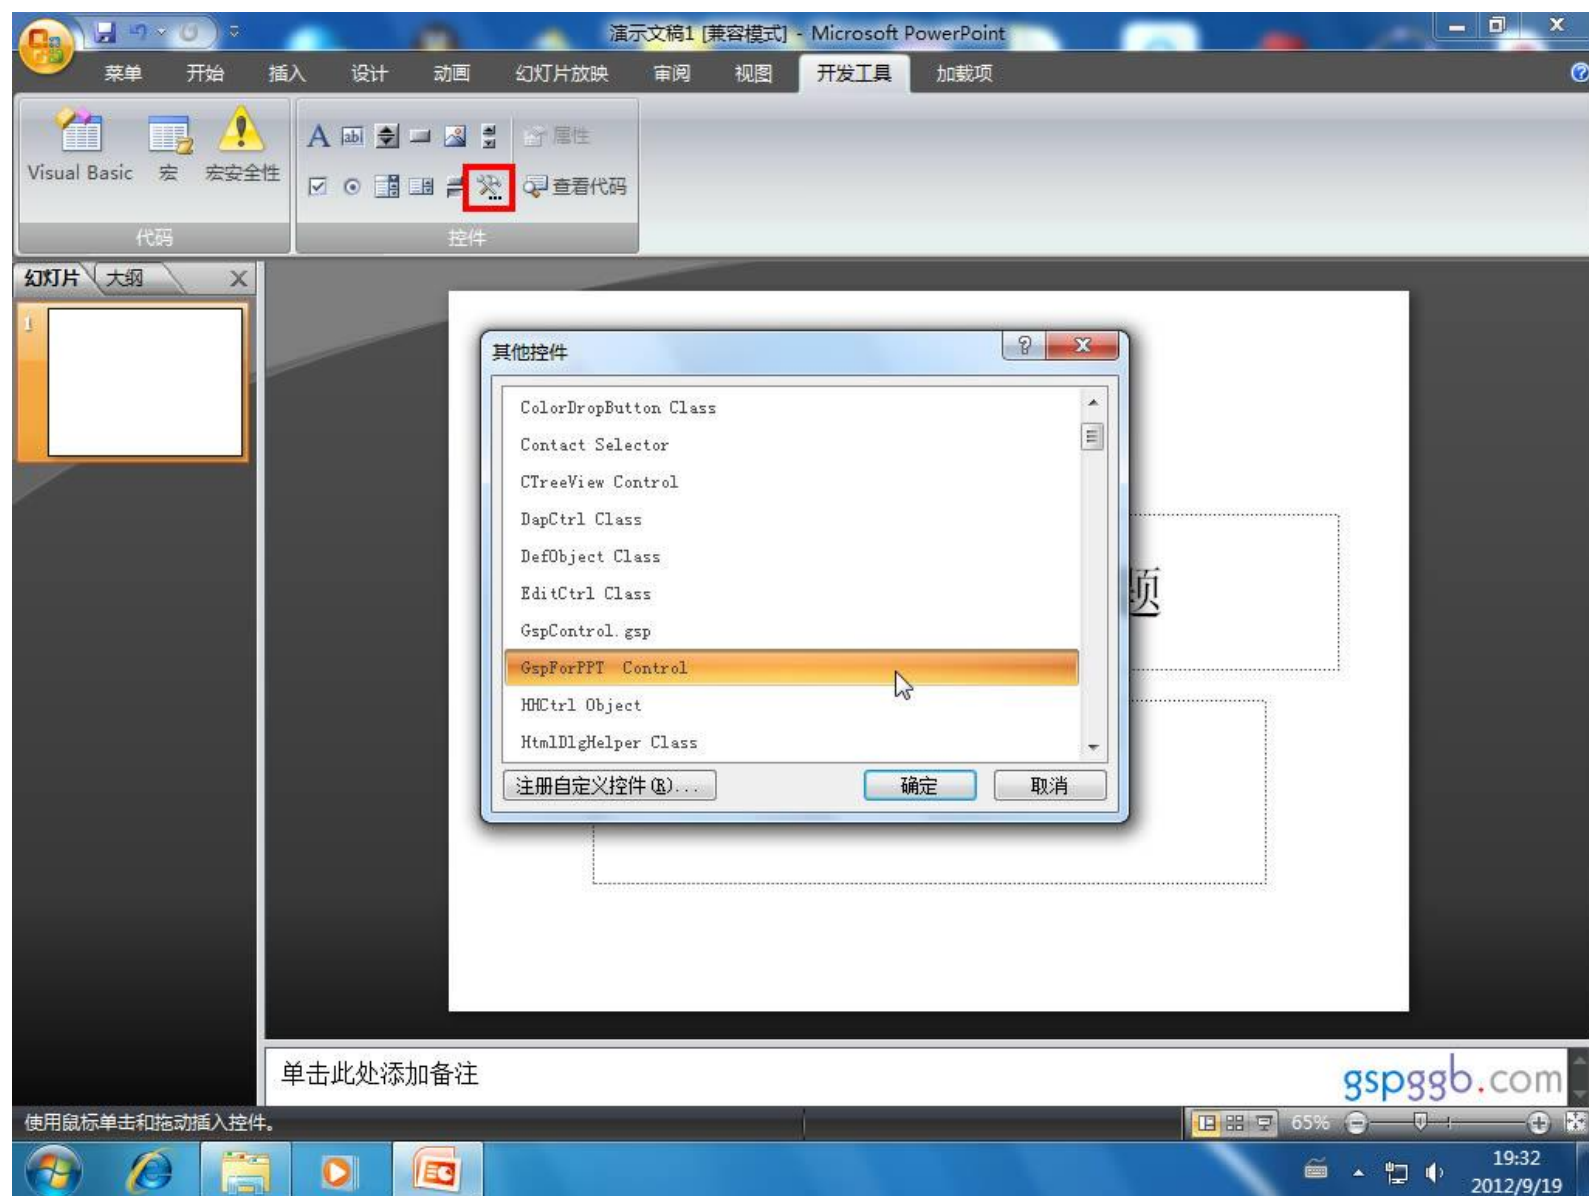 演示文稿1 [兼容模式] - Microsoft PowerPoint
菜单 开始 插入 设计 动画 幻灯片放映 审阅 视图 开发工具 加载项
A ab 属性
Visual Basic 宏 宏安全性
查看代码
代码 控件
幻灯片 大纲
1
其他控件
ColorDropButton Class
Contact Selector
CTreeView Control
DapCtrl Class
DefObject Class
EditCtrl Class
GspControl.gsp
GspForPPT Control
HHCtrl Object
HtmlDlgHelper Class
注册自定义控件(R)... 确定 取消
题
单击此处添加备注
gspggb.com
使用鼠标单击和拖动插入控件。 65%
19:32
2012/9/19